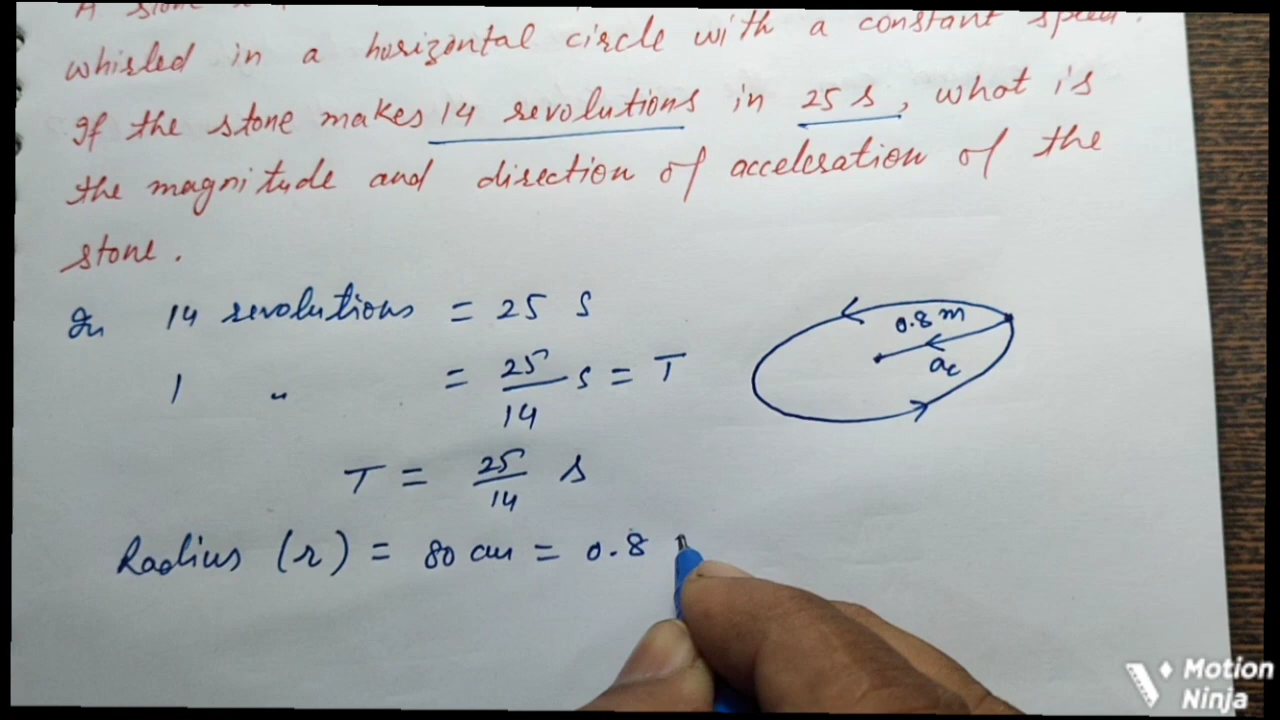 A stone
whirled in a horizontal circle with a constant speed.
If the stone makes 14 revolutions in 25 s, what is
the magnitude and direction of acceleration of the
stone.
In 14 revolutions = 25 s
1 " = 25/14 s = T
T = 25/14 s
Radius (r) = 80 cm = 0.8
0.8 m
ac
Motion
Ninja